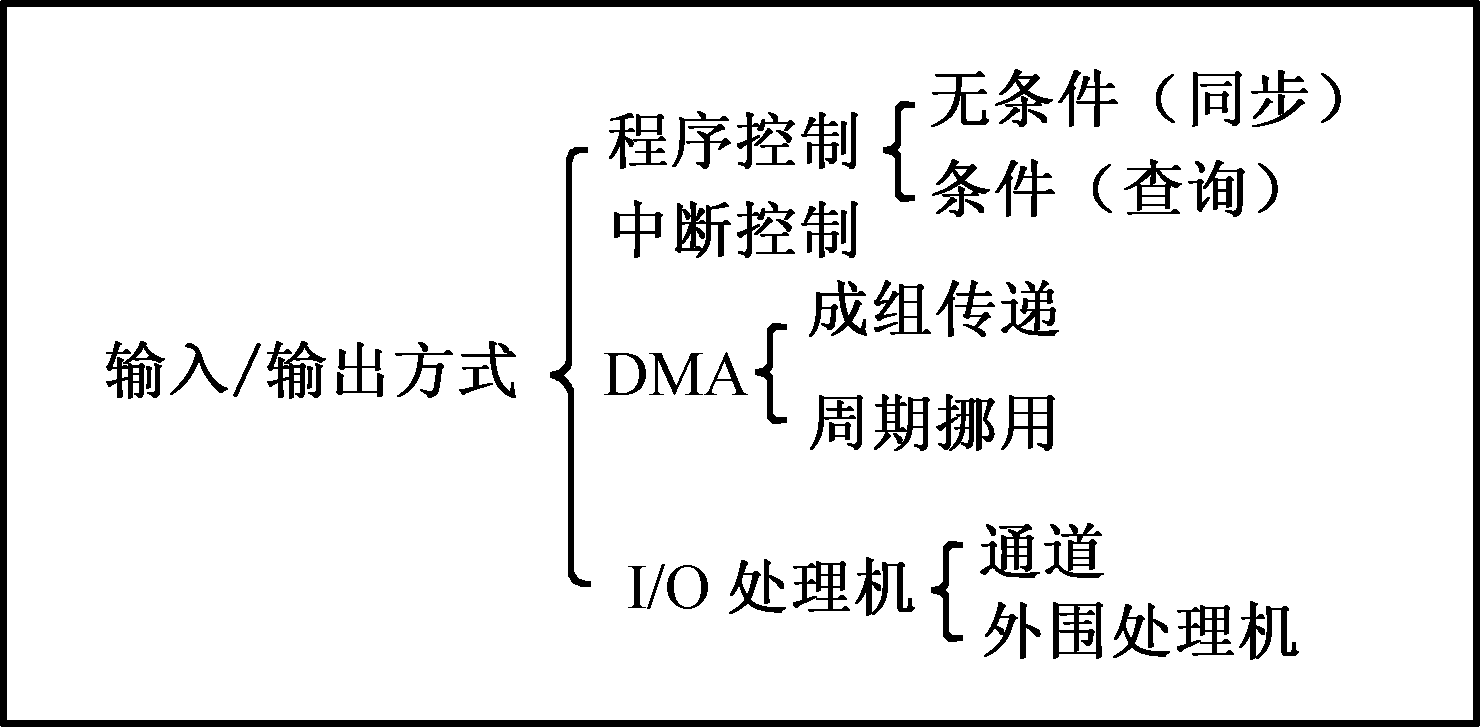 无条件（同步）
程序控制
条件（查询）
中断控制
成组传递
输入/输出方式
DMA
周期挪用
通道
I/O 处理机
外围处理机